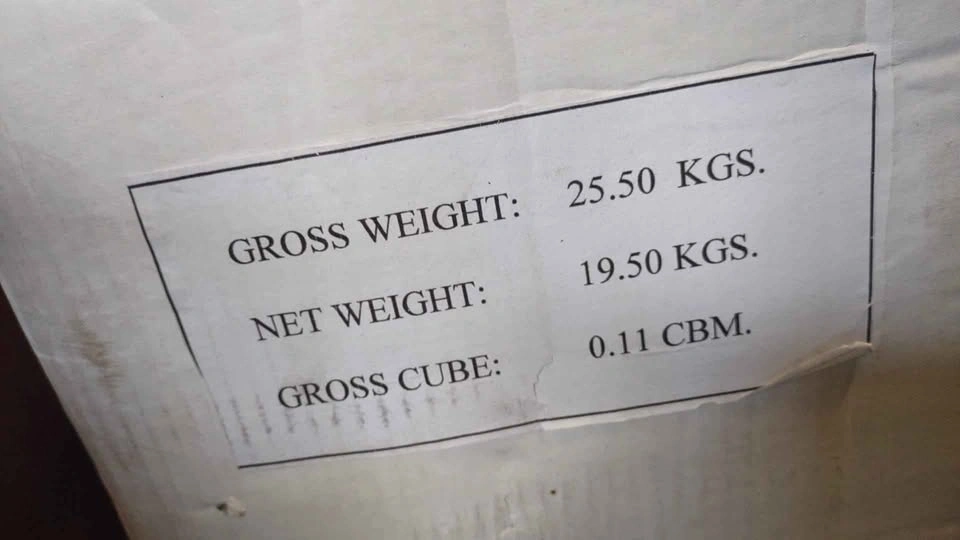 GROSS WEIGHT: 25.50 KGS.
NET WEIGHT: 19.50 KGS.
GROSS CUBE: 0.11 CBM.